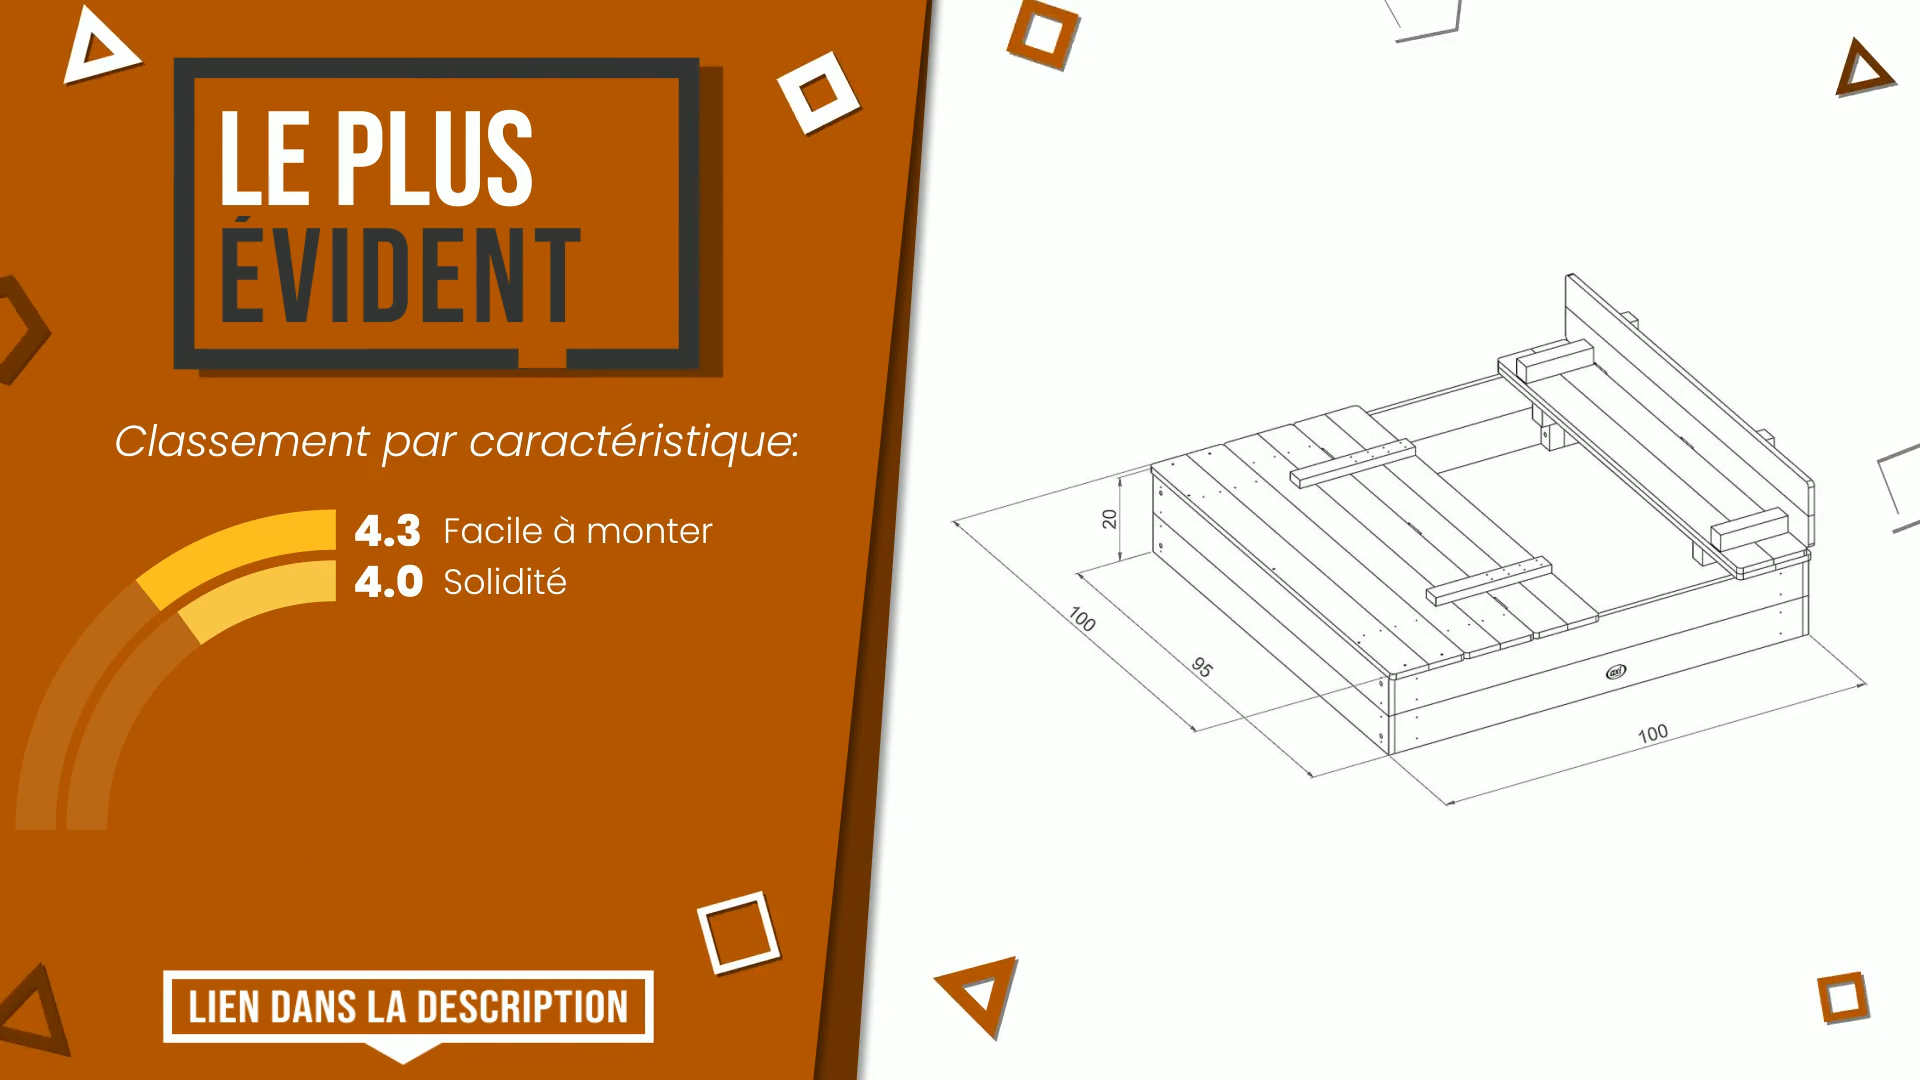 LE PLUS
ÉVIDENT
Classement par caractéristique:
4.3 Facile à monter
4.0 Solidité
LIEN DANS LA DESCRIPTION
20
100
95
axi
100